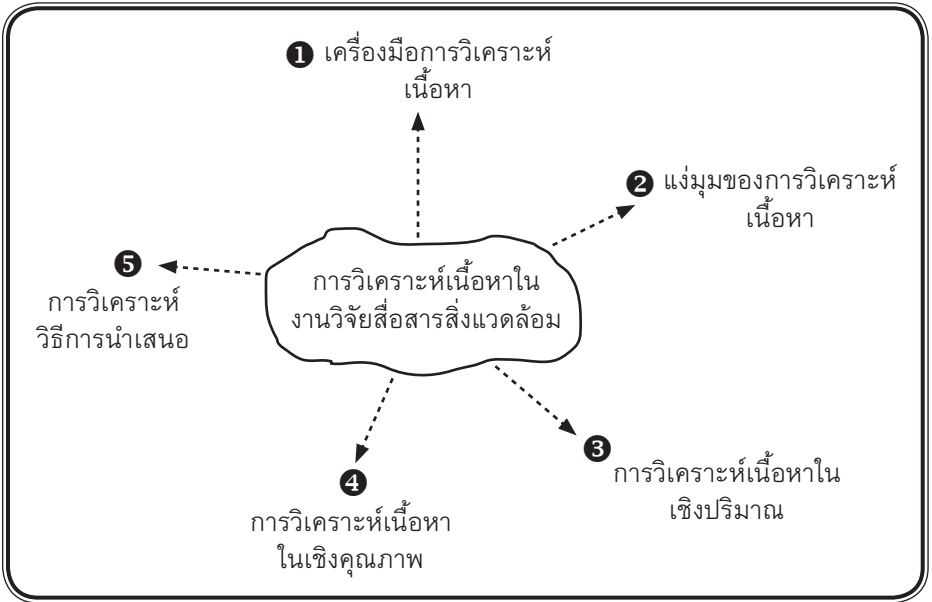 ❶ เครื่องมือการวิเคราะห์
เนื้อหา
❷ แง่มุมของการวิเคราะห์
เนื้อหา
❺
การวิเคราะห์
วิธีการนำเสนอ
การวิเคราะห์เนื้อหาใน
งานวิจัยสื่อสารสิ่งแวดล้อม
❸
การวิเคราะห์เนื้อหาใน
เชิงปริมาณ
❹
การวิเคราะห์เนื้อหา
ในเชิงคุณภาพ